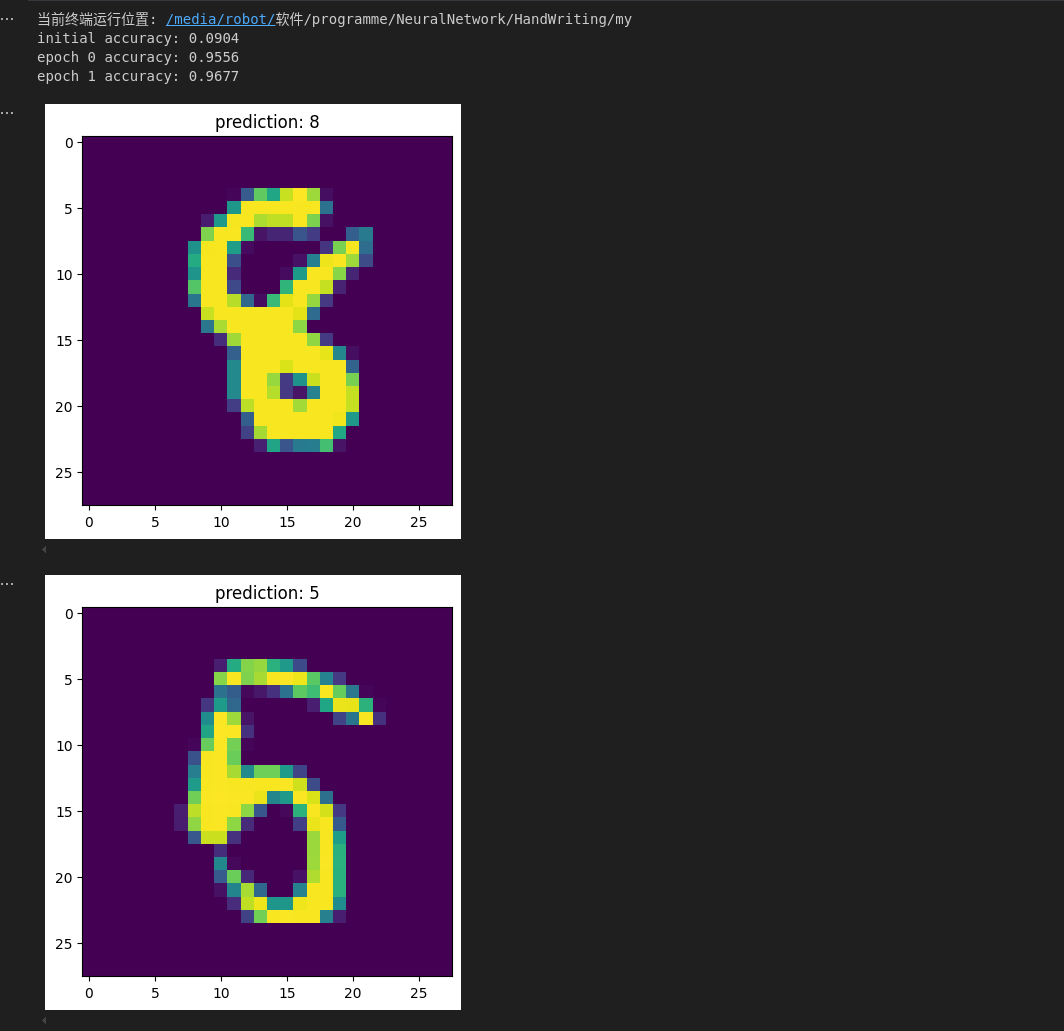 当前终端运行位置: /media/robot/软件/programme/NeuralNetwork/HandWriting/my
initial accuracy: 0.0904
epoch 0 accuracy: 0.9556
epoch 1 accuracy: 0.9677
prediction: 8
0
5
10
15
20
25
0 5 10 15 20 25
prediction: 5
0
5
10
15
20
25
0 5 10 15 20 25